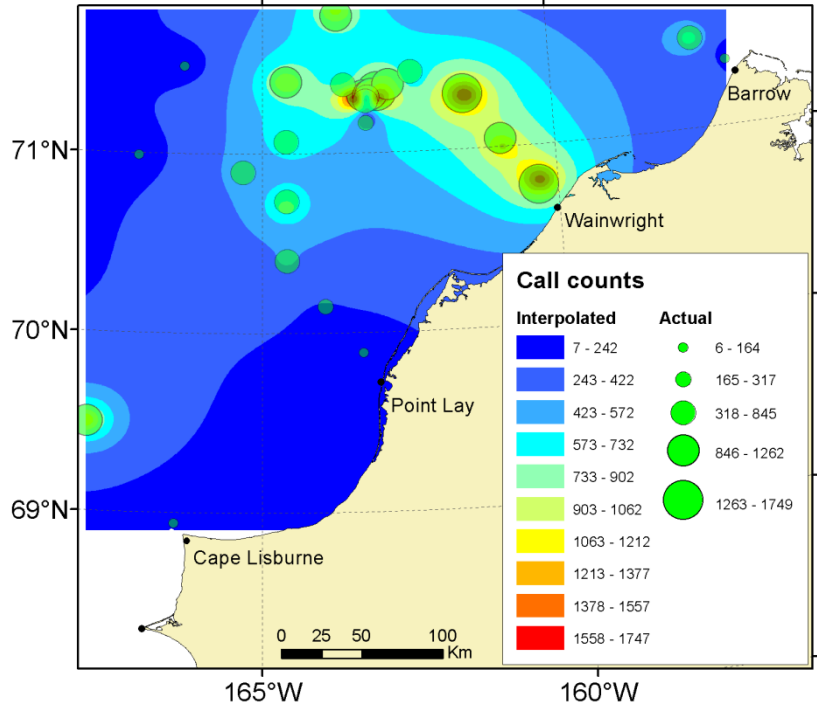 Barrow
71°N
Wainwright
Call counts
Interpolated Actual
7 - 242 6 - 164
243 - 422 165 - 317
423 - 572 318 - 845
573 - 732 846 - 1262
733 - 902 1263 - 1749
903 - 1062
1063 - 1212
1213 - 1377
1378 - 1557
1558 - 1747
70°N
Point Lay
69°N
Cape Lisburne
0 25 50 100
Km
165°W 160°W